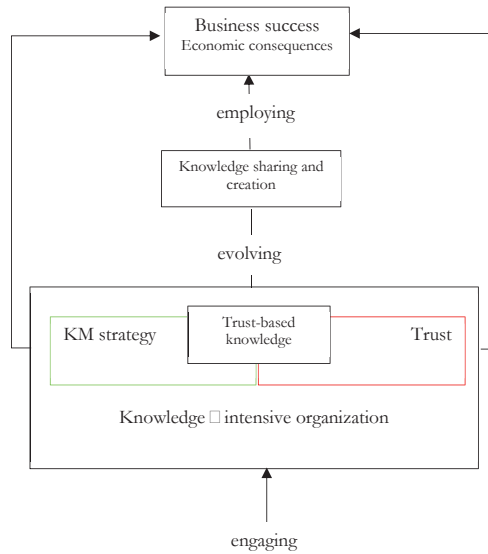 Business success
Economic consequences
employing
Knowledge sharing and
creation
evolving
KM strategy
Trust-based
knowledge
Trust
Knowledge □ intensive organization
engaging